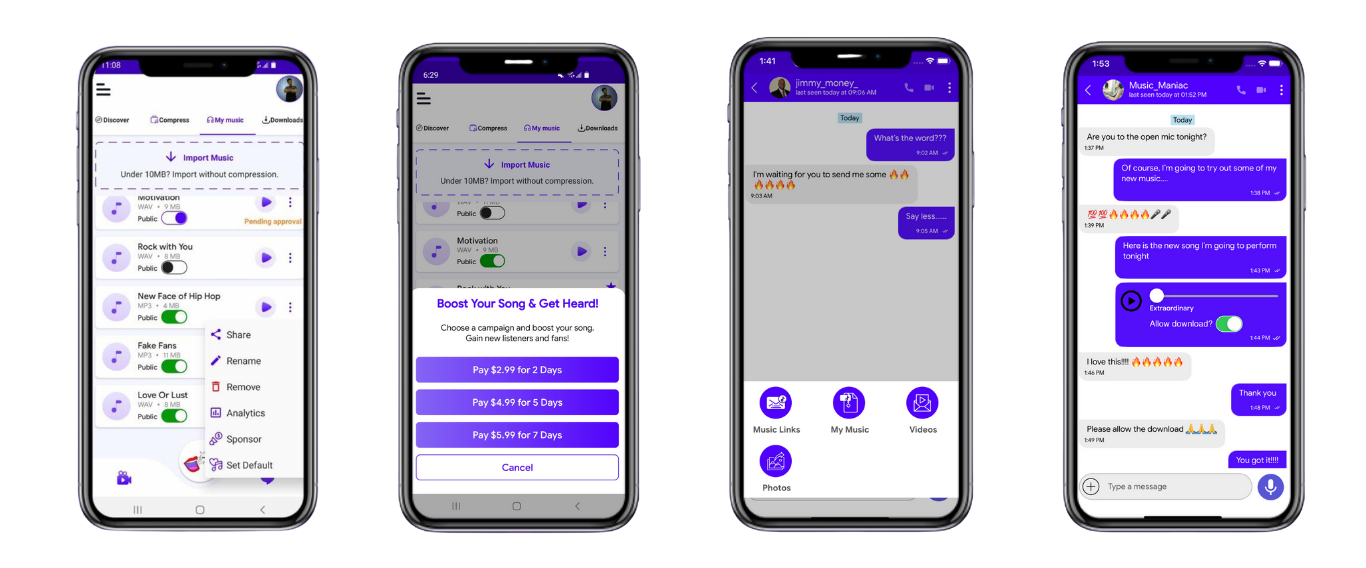 11:08
Discover
Compress
My music
Downloads
Import Music
Under 10MB? Import without compression.
Motivation
WAV • 9 MB
Public
Pending approval
Rock with You
WAV • 8 MB
Public
New Face of Hip Hop
MP3 • 4 MB
Public
Fake Fans
MP3 • 11 MB
Public
Love Or Lust
WAV • 8 MB
Public
Share
Rename
Remove
Analytics
Sponsor
Set Default
6:29
Discover
Compress
My music
Downloads
Import Music
Under 10MB? Import without compression.
Public
Motivation
WAV • 9 MB
Public
Rock with You
Boost Your Song & Get Heard!
Choose a campaign and boost your song.
Gain new listeners and fans!
Pay $2.99 for 2 Days
Pay $4.99 for 5 Days
Pay $5.99 for 7 Days
Cancel
1:41
jimmy_money_
last seen today at 09:06 AM
Today
What's the word???
9:02 AM
I'm waiting for you to send me some 🔥🔥
🔥🔥🔥🔥
9:03 AM
Say less.....
9:05 AM
Music Links
My Music
Videos
Photos
1:53
Music_Maniac
last seen today at 01:52 PM
Today
Are you to the open mic tonight?
1:37 PM
Of course, I'm going to try out some of my
new music....
1:38 PM
💯💯🔥🔥🔥🔥🎤🎤
1:39 PM
Here is the new song I'm going to perform
tonight
1:43 PM
Extraordinary
Allow download?
1:44 PM
I love this!!!! 🔥🔥🔥🔥🔥
1:46 PM
Thank you
1:48 PM
Please allow the download 🙏🙏🙏
1:49 PM
You got it!!!!
Type a message